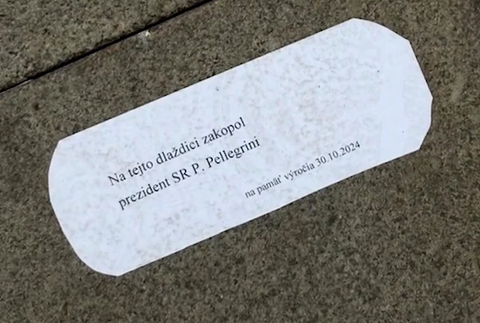 Na tejto dlaždici zakopol
prezident SR P. Pellegrini
na pamäť výročia 30.10.2024